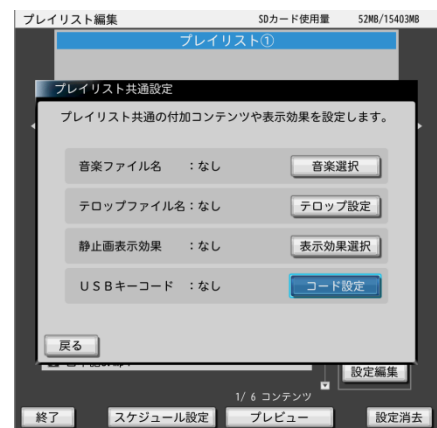 プレイリスト編集 SDカード使用量 52MB/15403MB
プレイリスト①
プレイリスト共通設定
プレイリスト共通の付加コンテンツや表示効果を設定します。
音楽ファイル名 :なし 音楽選択
テロップファイル名:なし テロップ設定
静止画表示効果 :なし 表示効果選択
USBキーコード :なし コード設定
戻る
設定編集
1/ 6 コンテンツ
終了 スケジュール設定 プレビュー 設定消去